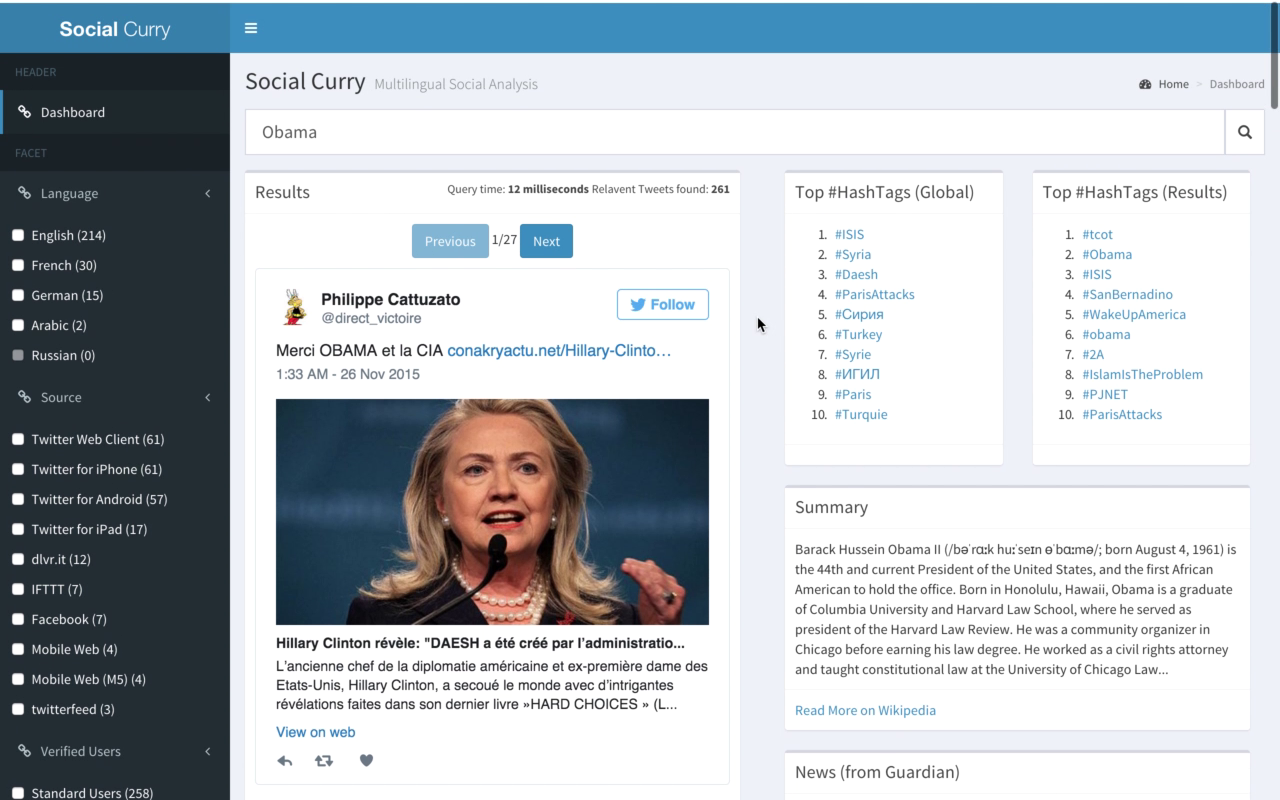 Social Curry
HEADER
Dashboard
FACET
Language
English (214)
French (30)
German (15)
Arabic (2)
Russian (0)
Source
Twitter Web Client (61)
Twitter for iPhone (61)
Twitter for Android (57)
Twitter for iPad (17)
dlvr.it (12)
IFTTT (7)
Facebook (7)
Mobile Web (4)
Mobile Web (M5) (4)
twitterfeed (3)
Verified Users
Standard Users (258)
Social Curry Multilingual Social Analysis
Home > Dashboard
Obama
Results
Query time: 12 milliseconds Relavent Tweets found: 261
Previous 1/27 Next
Philippe Cattuzato
@direct_victoire
Follow
Merci OBAMA et la CIA conakryactu.net/Hillary-Clinto…
1:33 AM - 26 Nov 2015
Hillary Clinton révèle: "DAESH a été créé par l'administratio...
L'ancienne chef de la diplomatie américaine et ex-première dame des
Etats-Unis, Hillary Clinton, a secoué le monde avec d'intrigantes
révélations faites dans son dernier livre »HARD CHOICES » (L...
View on web
Top #HashTags (Global)
1. #ISIS
2. #Syria
3. #Daesh
4. #ParisAttacks
5. #Сирия
6. #Turkey
7. #Syrie
8. #ИГИЛ
9. #Paris
10. #Turquie
Top #HashTags (Results)
1. #tcot
2. #Obama
3. #ISIS
4. #SanBernadino
5. #WakeUpAmerica
6. #obama
7. #2A
8. #IslamIsTheProblem
9. #PJNET
10. #ParisAttacks
Summary
Barack Hussein Obama II (/bəˈrɑːk huːˈseɪn ɵˈbɑːmə/; born August 4, 1961) is
the 44th and current President of the United States, and the first African
American to hold the office. Born in Honolulu, Hawaii, Obama is a graduate
of Columbia University and Harvard Law School, where he served as
president of the Harvard Law Review. He was a community organizer in
Chicago before earning his law degree. He worked as a civil rights attorney
and taught constitutional law at the University of Chicago Law...
Read More on Wikipedia
News (from Guardian)